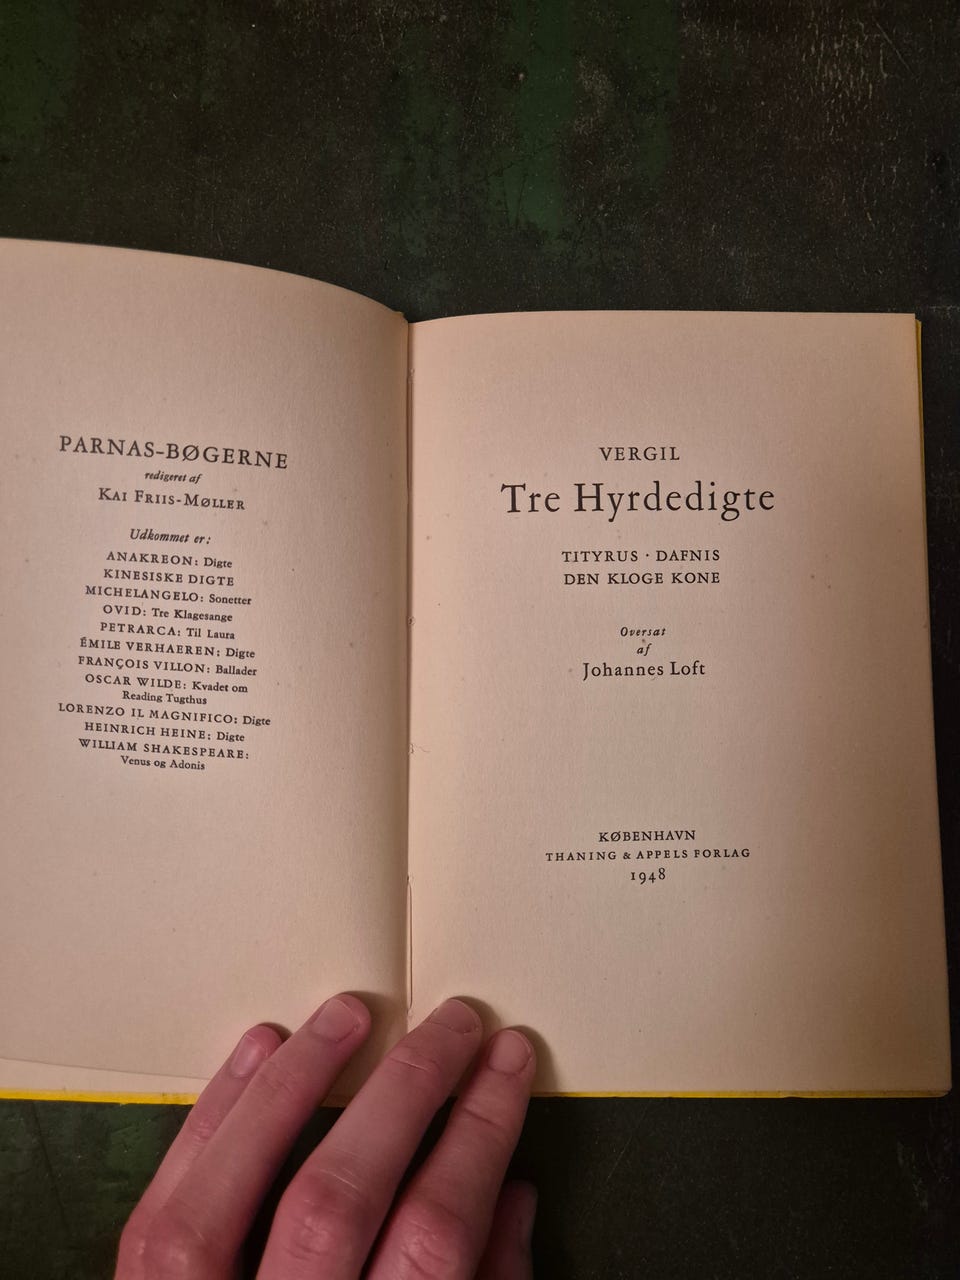 PARNAS-BØGERNE
redigeret af
KAI FRIIS-MØLLER
Udkommet er:
ANAKREON: Digte
KINESISKE DIGTE
MICHELANGELO: Sonetter
OVID: Tre Klagesange
PETRARCA: Til Laura
ÉMILE VERHAEREN: Digte
FRANÇOIS VILLON: Ballader
OSCAR WILDE: Kvadet om
Reading Tugthus
LORENZO IL MAGNIFICO: Digte
HEINRICH HEINE: Digte
WILLIAM SHAKESPEARE:
Venus og Adonis
VERGIL
Tre Hyrdedigte
TITYRUS · DAFNIS
DEN KLOGE KONE
Oversat
af
Johannes Loft
KØBENHAVN
THANING & APPELS FORLAG
1948